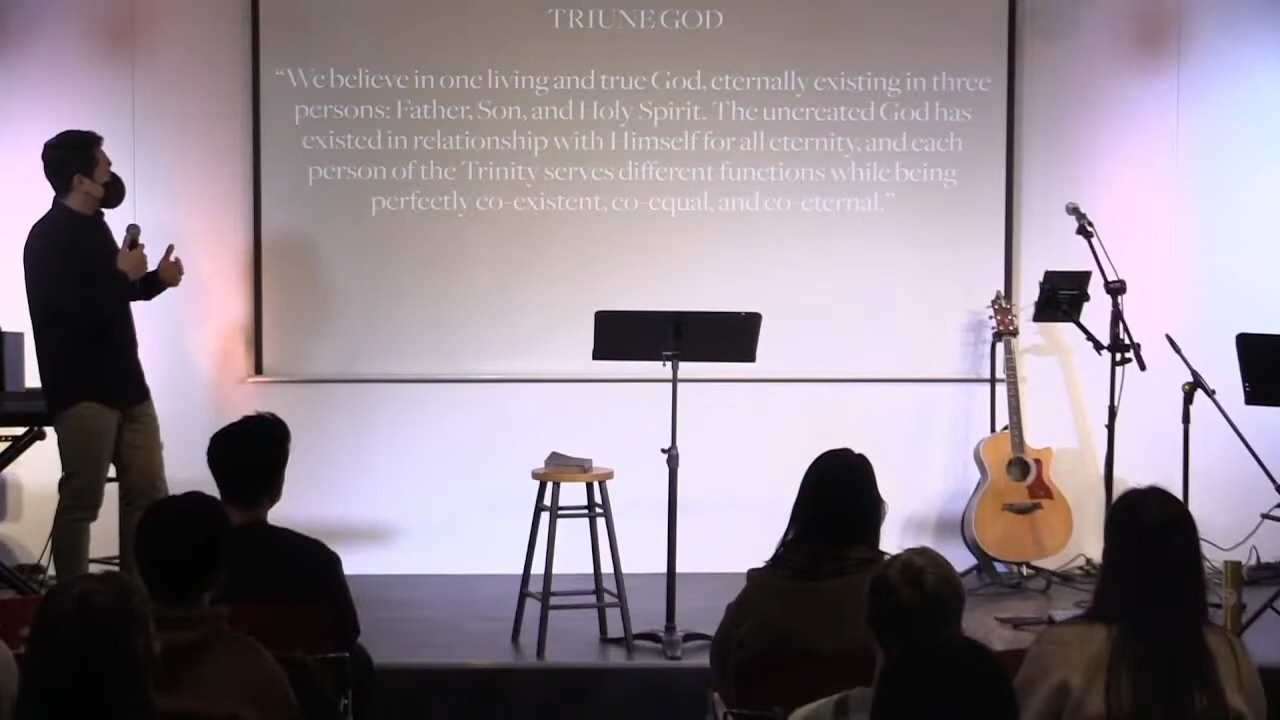 TRIUNE GOD
“We believe in one living and true God, eternally existing in three
persons: Father, Son, and Holy Spirit. The uncreated God has
existed in relationship with Himself for all eternity, and each
person of the Trinity serves different functions while being
perfectly co-existent, co-equal, and co-eternal.”